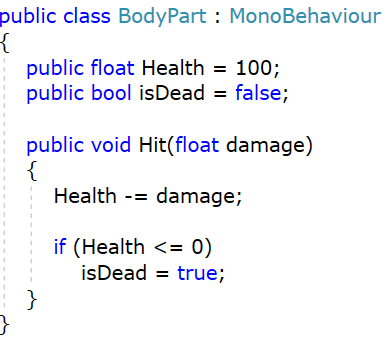 public class BodyPart : MonoBehaviour
{
    public float Health = 100;
    public bool isDead = false;

    public void Hit(float damage)
    {
        Health -= damage;

        if (Health <= 0)
            isDead = true;
    }
}